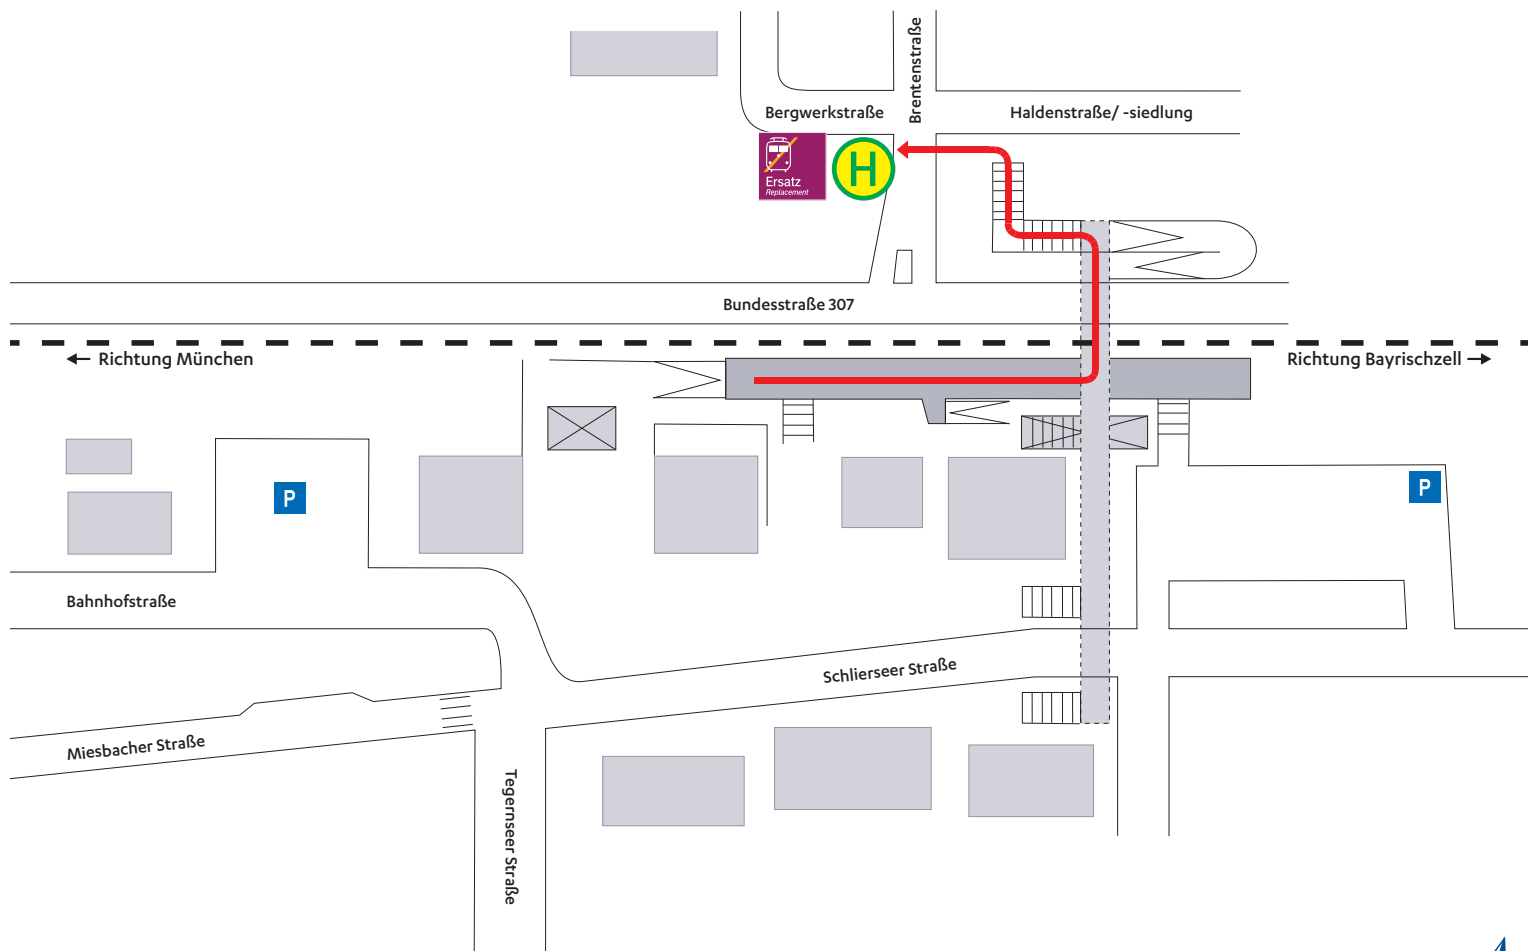 Brentenstraße
Bergwerkstraße
Haldenstraße/ -siedlung
Ersatz
Replacement
H
Bundesstraße 307
← Richtung München
Richtung Bayrischzell →
P
P
Bahnhofstraße
Schlierseer Straße
Miesbacher Straße
Tegernseer Straße